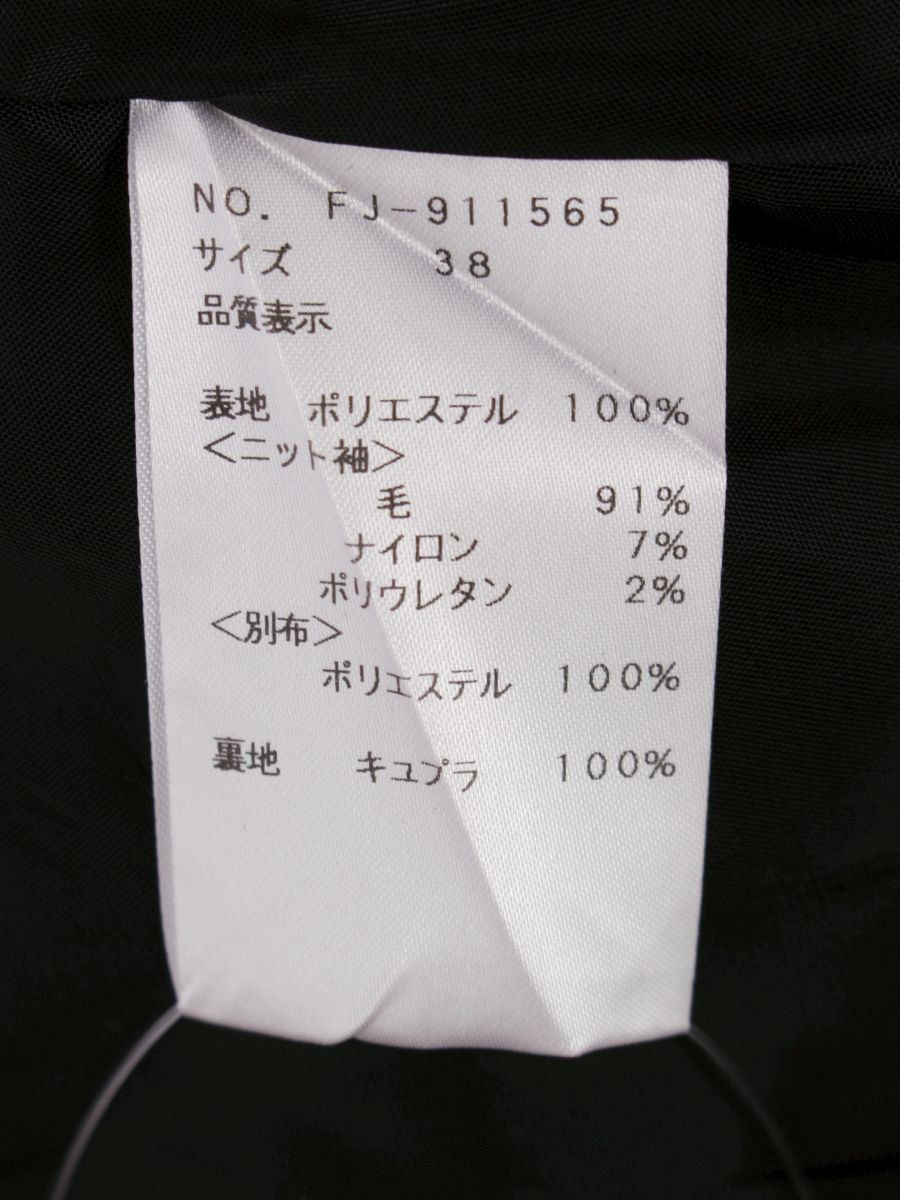 NO. FJ-911565
サイズ 38
品質表示
表地 ポリエステル 100%
<ニット袖>
毛 91%
ナイロン 7%
ポリウレタン 2%
<別布>
ポリエステル 100%
裏地 キュプラ 100%